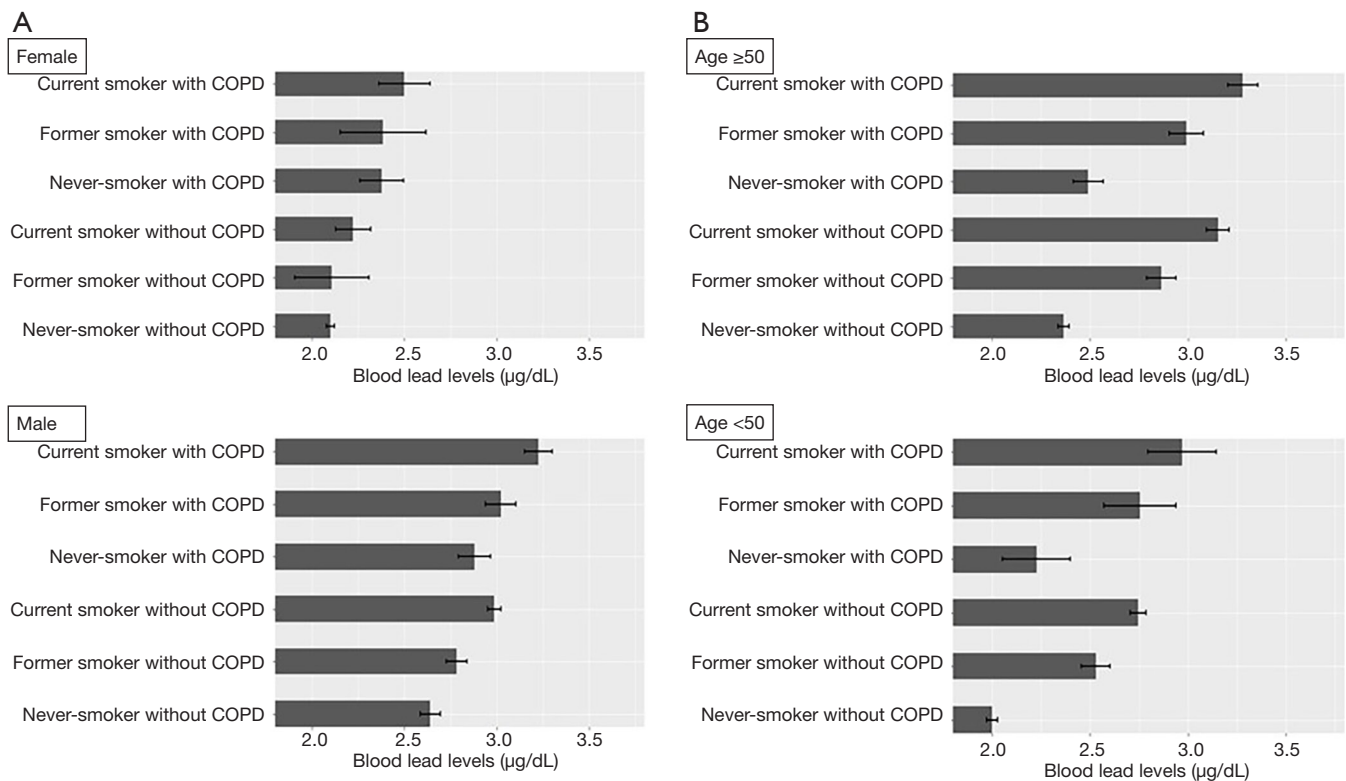 A
Female
Current smoker with COPD
Former smoker with COPD
Never-smoker with COPD
Current smoker without COPD
Former smoker without COPD
Never-smoker without COPD
2.0 2.5 3.0 3.5
Blood lead levels (µg/dL)
Male
Current smoker with COPD
Former smoker with COPD
Never-smoker with COPD
Current smoker without COPD
Former smoker without COPD
Never-smoker without COPD
2.0 2.5 3.0 3.5
Blood lead levels (µg/dL)
B
Age ≥50
Current smoker with COPD
Former smoker with COPD
Never-smoker with COPD
Current smoker without COPD
Former smoker without COPD
Never-smoker without COPD
2.0 2.5 3.0 3.5
Blood lead levels (µg/dL)
Age <50
Current smoker with COPD
Former smoker with COPD
Never-smoker with COPD
Current smoker without COPD
Former smoker without COPD
Never-smoker without COPD
2.0 2.5 3.0 3.5
Blood lead levels (µg/dL)